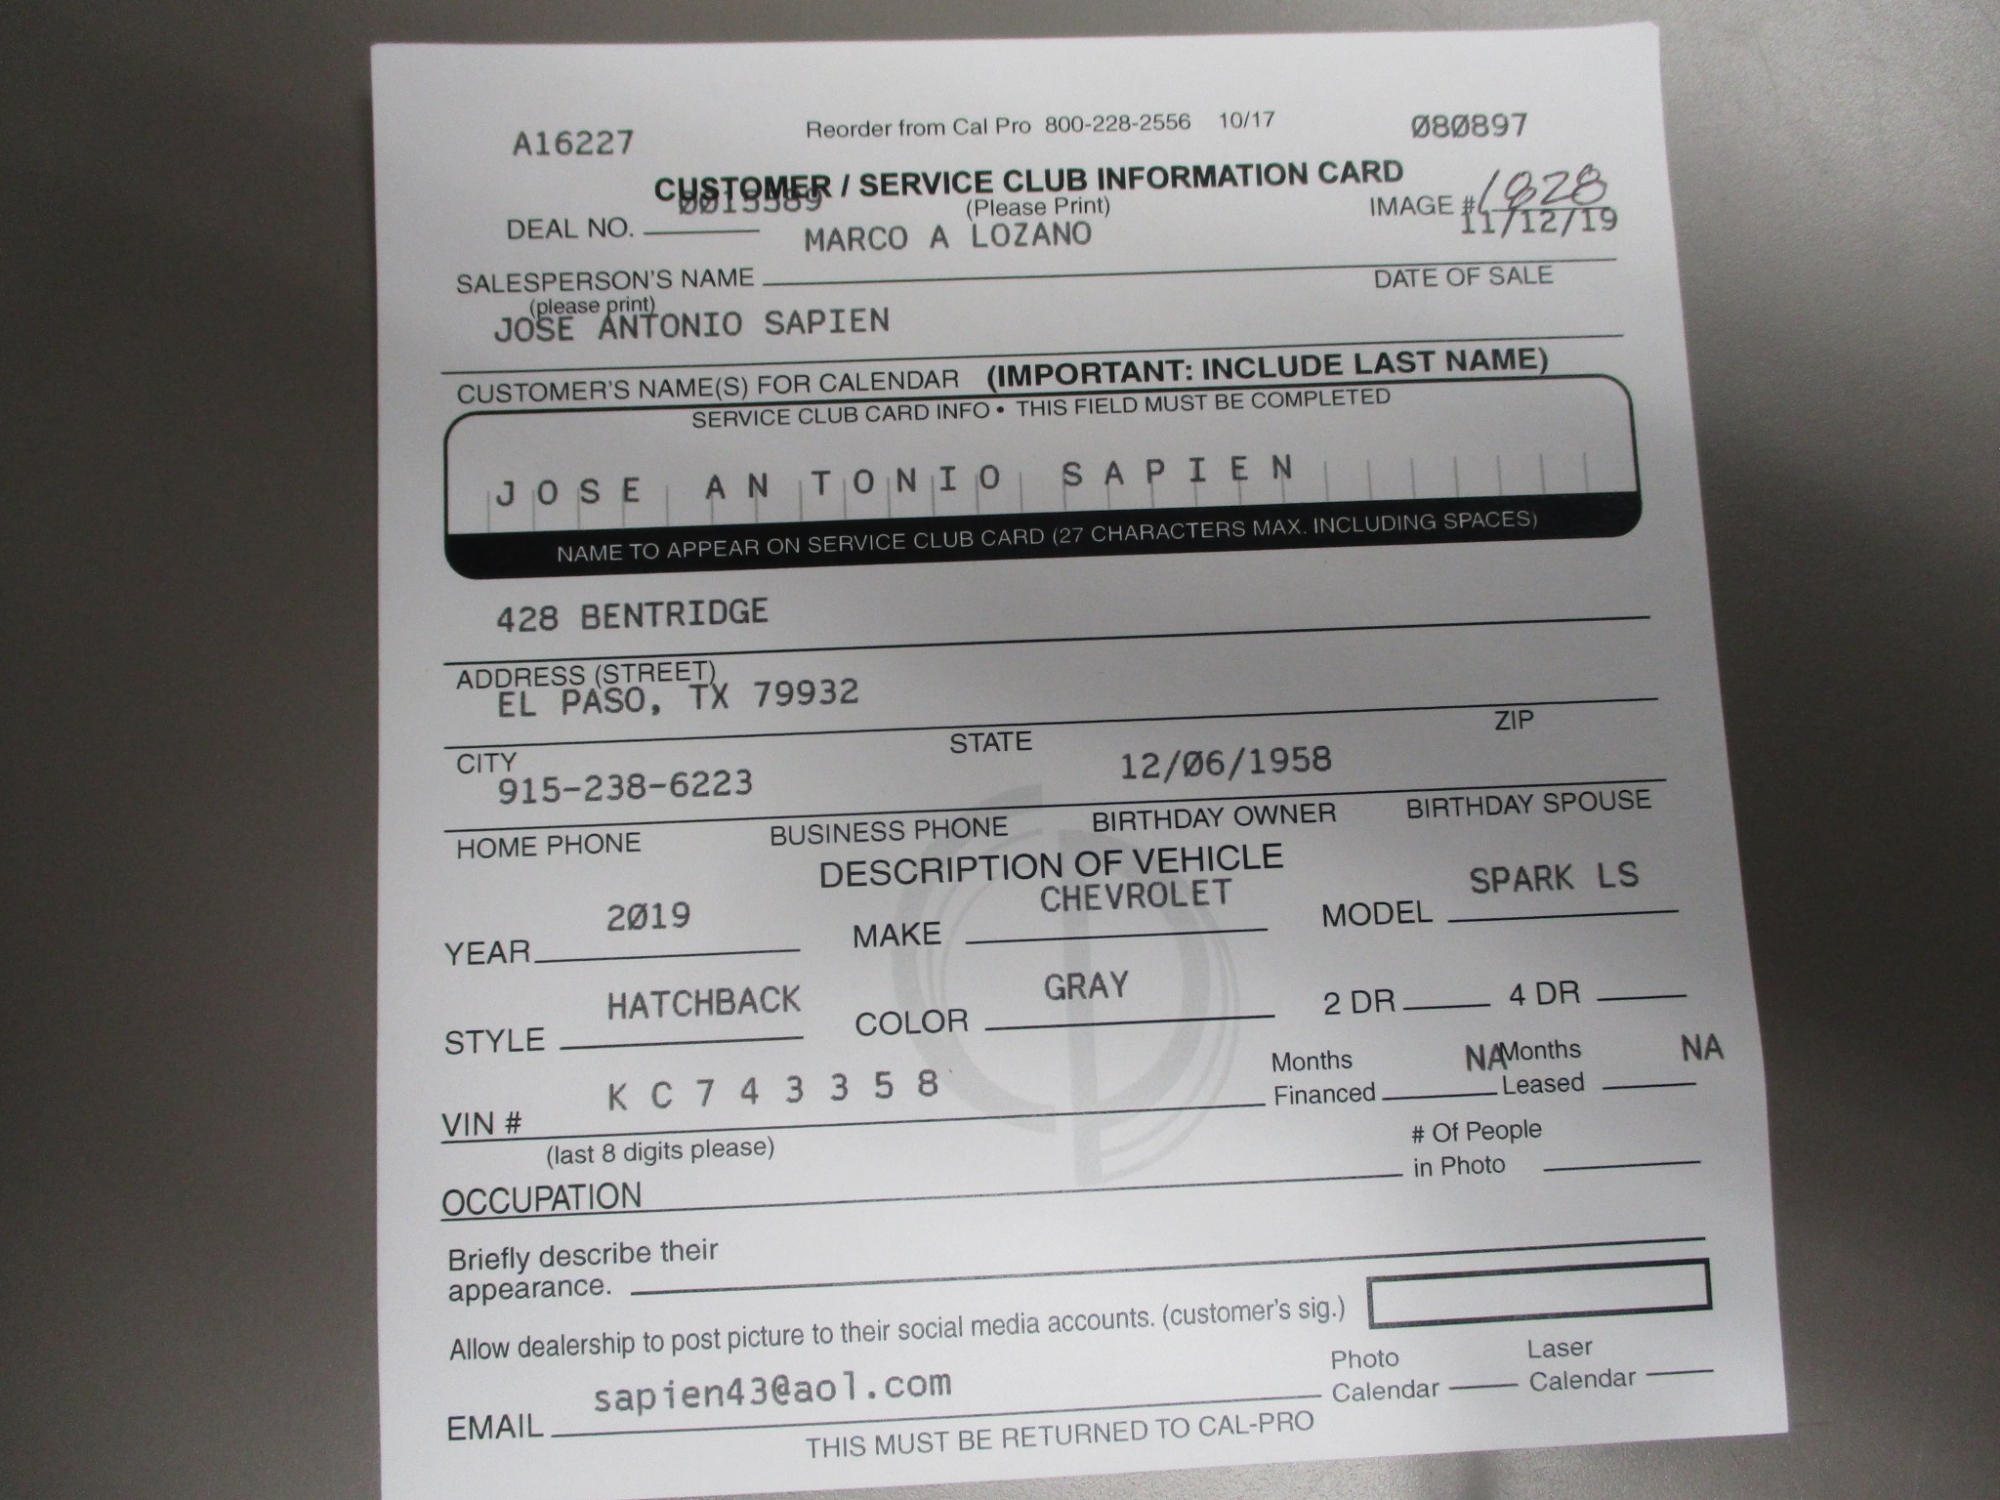 A16227 Reorder from Cal Pro 800-228-2556 10/17 080897
CUSTOMER / SERVICE CLUB INFORMATION CARD
(Please Print)
DEAL NO. IMAGE # 1828
MARCO A LOZANO 11/12/19
SALESPERSON'S NAME DATE OF SALE
(please print)
JOSE ANTONIO SAPIEN
CUSTOMER'S NAME(S) FOR CALENDAR (IMPORTANT: INCLUDE LAST NAME)
SERVICE CLUB CARD INFO • THIS FIELD MUST BE COMPLETED
JOSE ANTONIO SAPIEN
NAME TO APPEAR ON SERVICE CLUB CARD (27 CHARACTERS MAX. INCLUDING SPACES)
428 BENTRIDGE
ADDRESS (STREET)
EL PASO, TX 79932
CITY STATE ZIP
915-238-6223 12/06/1958
HOME PHONE BUSINESS PHONE BIRTHDAY OWNER BIRTHDAY SPOUSE
DESCRIPTION OF VEHICLE
YEAR 2019 MAKE CHEVROLET MODEL SPARK LS
STYLE HATCHBACK COLOR GRAY 2 DR 4 DR
VIN # K C 7 4 3 3 5 8 Months Financed NA Months Leased NA
(last 8 digits please)
OCCUPATION # Of People in Photo
Briefly describe their
appearance.
Allow dealership to post picture to their social media accounts. (customer's sig.)
EMAIL sapien43@aol.com Photo Calendar Laser Calendar
THIS MUST BE RETURNED TO CAL-PRO